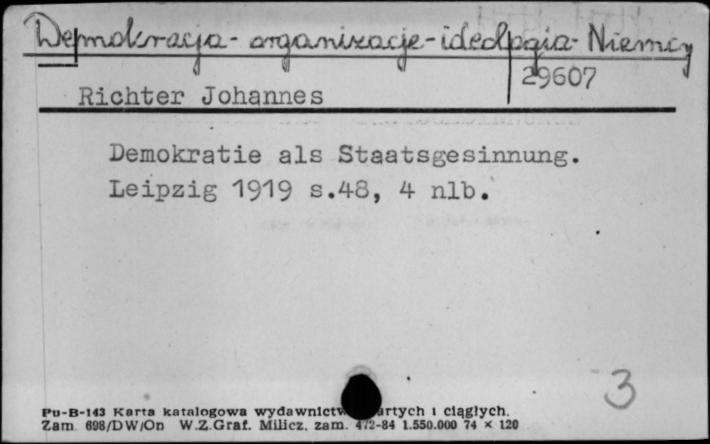 Demokracja - organizacje - ideologia - Niemcy
29607
Richter Johannes
Demokratie als Staatsgesinnung.
Leipzig 1919 s.48, 4 nlb.
3
Pu-B-143 Karta katalogowa wydawnictw artych i ciągłych.
Zam. 698/DW/On W.Z.Graf. Milicz, zam. 472-84 1.550.000 74 × 120